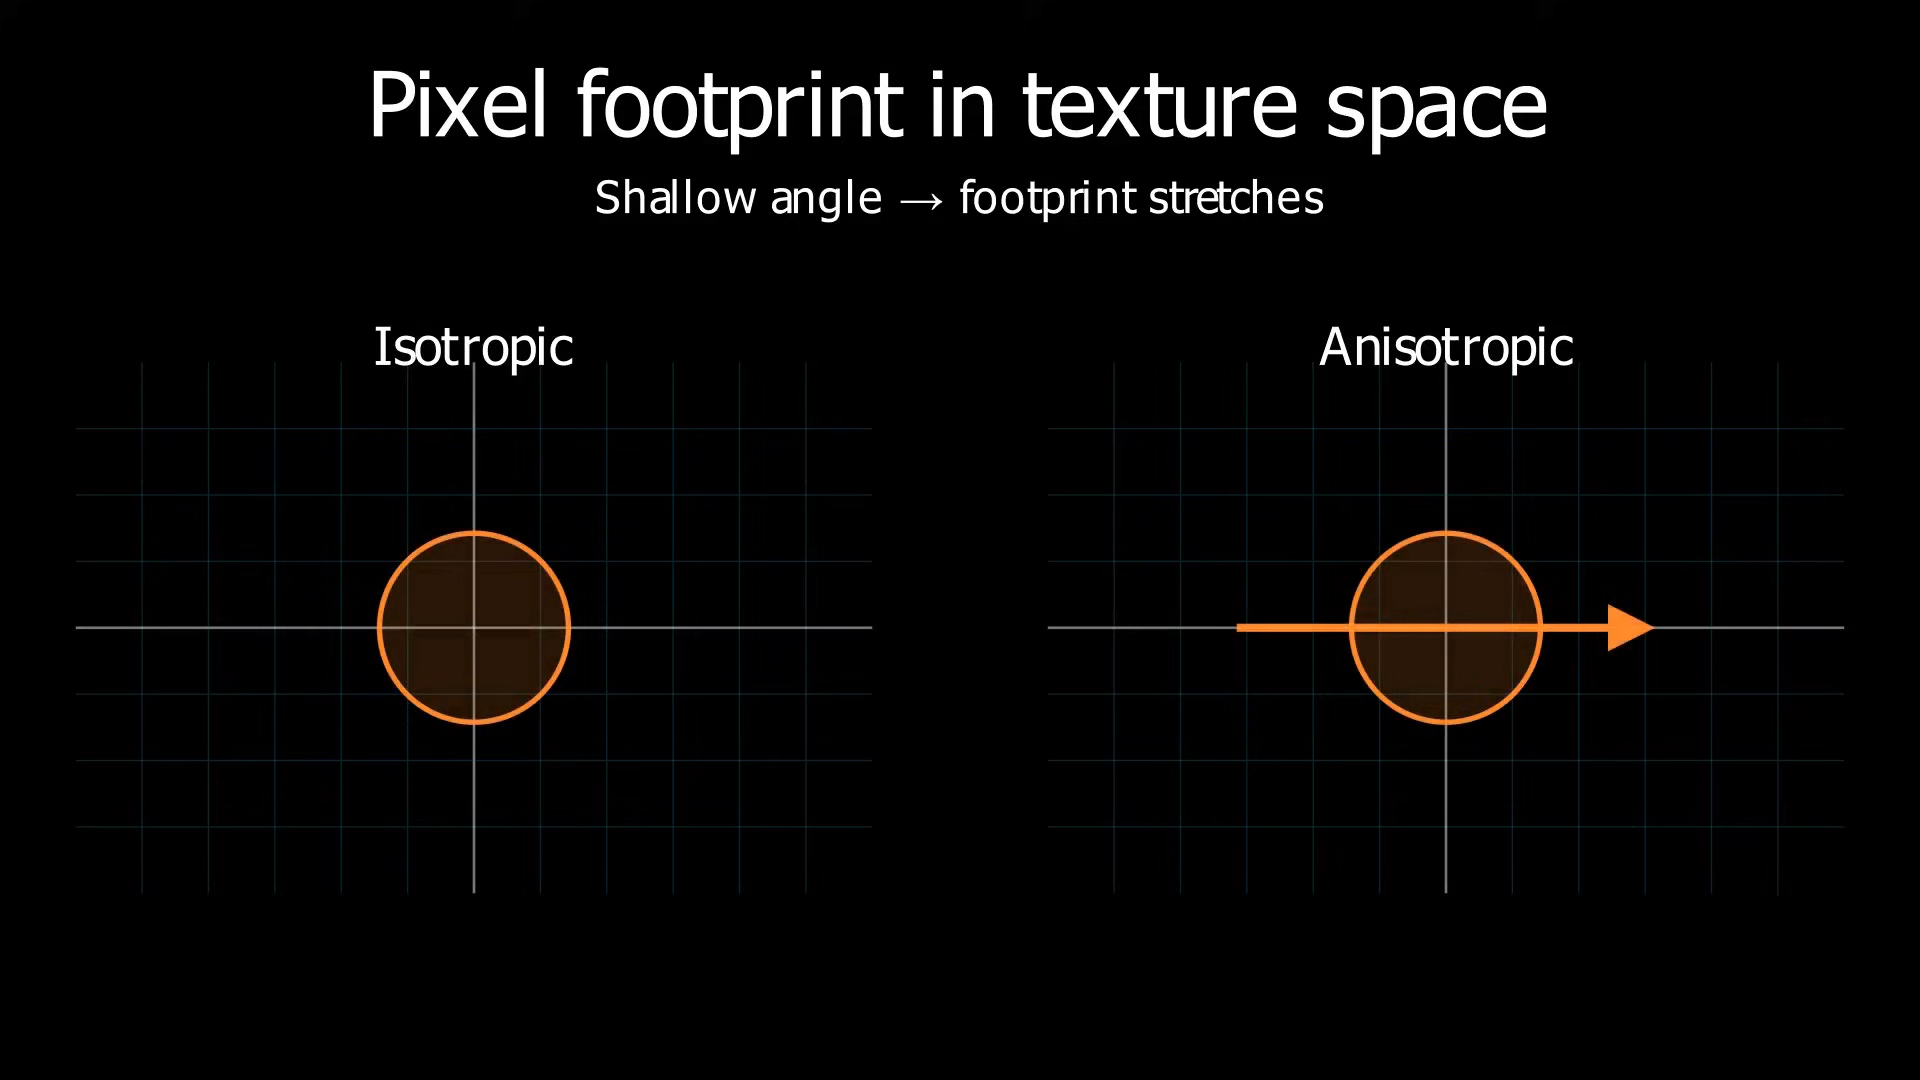 Pixel footprint in texture space
Shallow angle → footprint stretches
Isotropic
Anisotropic